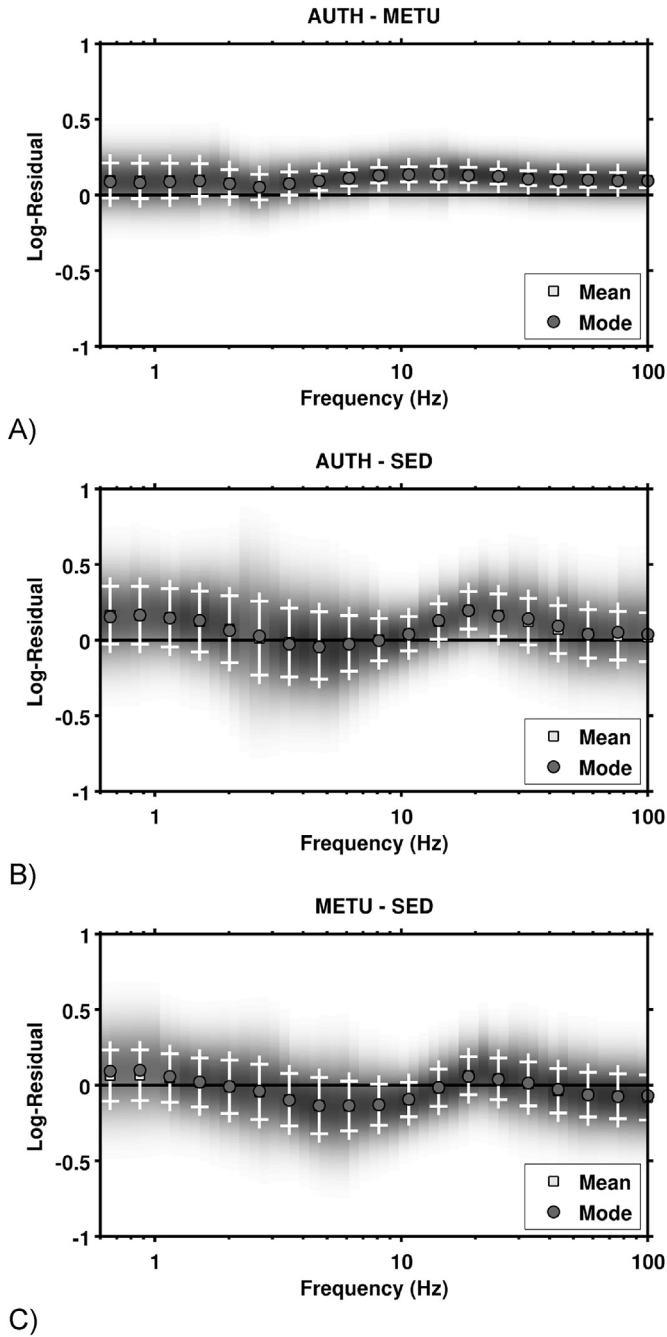 AUTH - METU
1
0.5
0
-0.5
-1
Log-Residual
Mean
Mode
1 10 100
Frequency (Hz)
A)
AUTH - SED
1
0.5
0
-0.5
-1
Log-Residual
Mean
Mode
1 10 100
Frequency (Hz)
B)
METU - SED
1
0.5
0
-0.5
-1
Log-Residual
Mean
Mode
1 10 100
Frequency (Hz)
C)